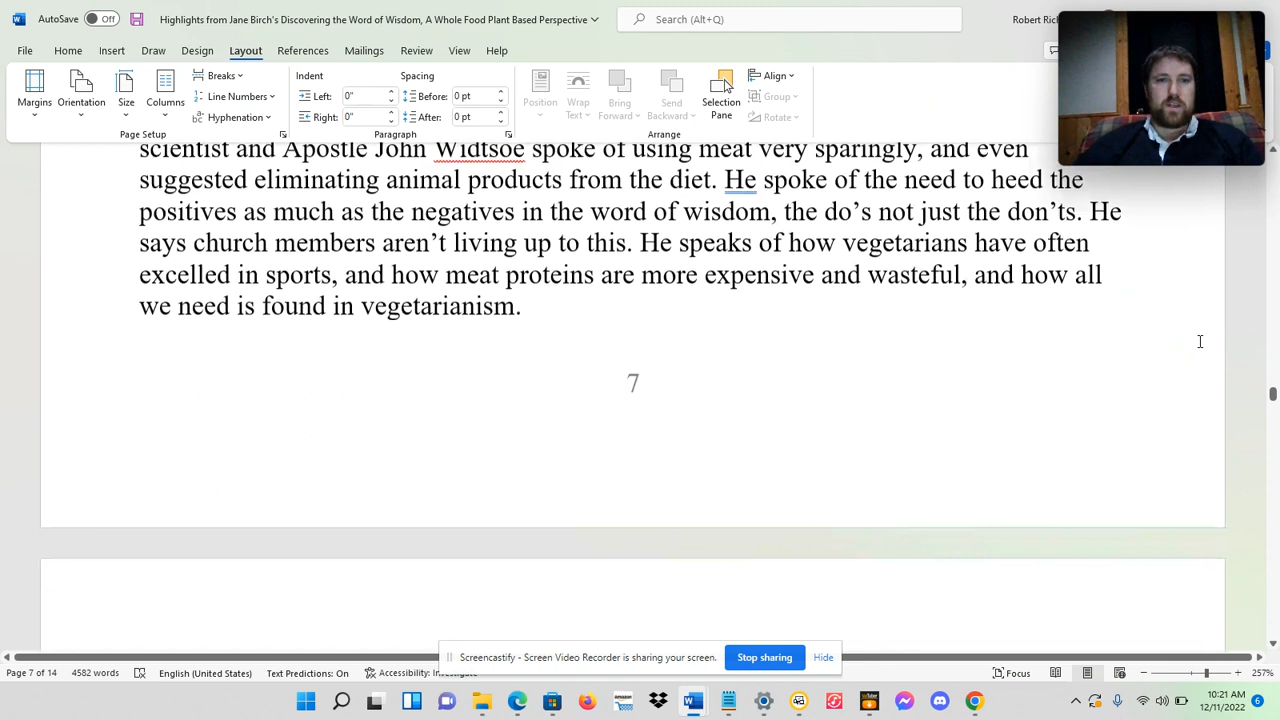 AutoSave Off
Highlights from Jane Birch's Discovering the Word of Wisdom, A Whole Food Plant Based Perspective
Search (Alt+Q)
Robert Ric
File Home Insert Draw Design Layout References Mailings Review View Help
Margins
Orientation
Size
Columns
Breaks
Line Numbers
Hyphenation
Page Setup
Indent
Left: 0"
Right: 0"
Spacing
Before: 0 pt
After: 0 pt
Paragraph
Position
Wrap Text
Bring Forward
Send Backward
Selection Pane
Align
Group
Rotate
Arrange
scientist and Apostle John Widtsoe spoke of using meat very sparingly, and even
suggested eliminating animal products from the diet. He spoke of the need to heed the
positives as much as the negatives in the word of wisdom, the do’s not just the don’ts. He
says church members aren’t living up to this. He speaks of how vegetarians have often
excelled in sports, and how meat proteins are more expensive and wasteful, and how all
we need is found in vegetarianism.
7
Screencastify - Screen Video Recorder is sharing your screen. Stop sharing Hide
Page 7 of 14 4582 words English (United States) Text Predictions: On Accessibility: Investigate Focus 257%
amazon
10:21 AM
12/11/2022
6